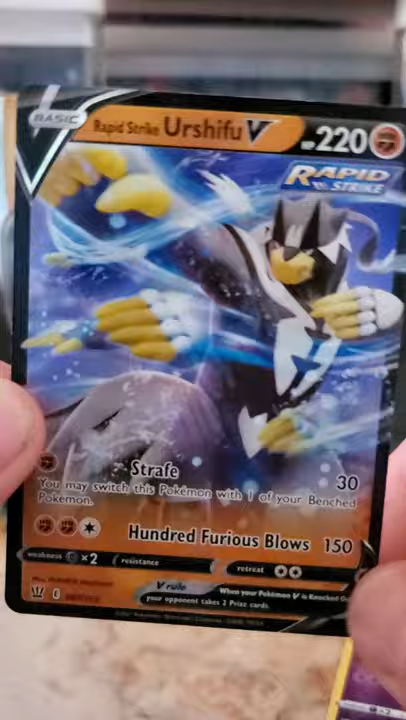 BASIC
Rapid Strike Urshifu V HP 220
RAPID
STRIKE
Strafe 30
You may switch this Pokémon with 1 of your Benched
Pokémon.
Hundred Furious Blows 150
weakness ×2 resistance retreat
V rule When your Pokémon V is Knocked
your opponent takes 2 Prize cards.
E